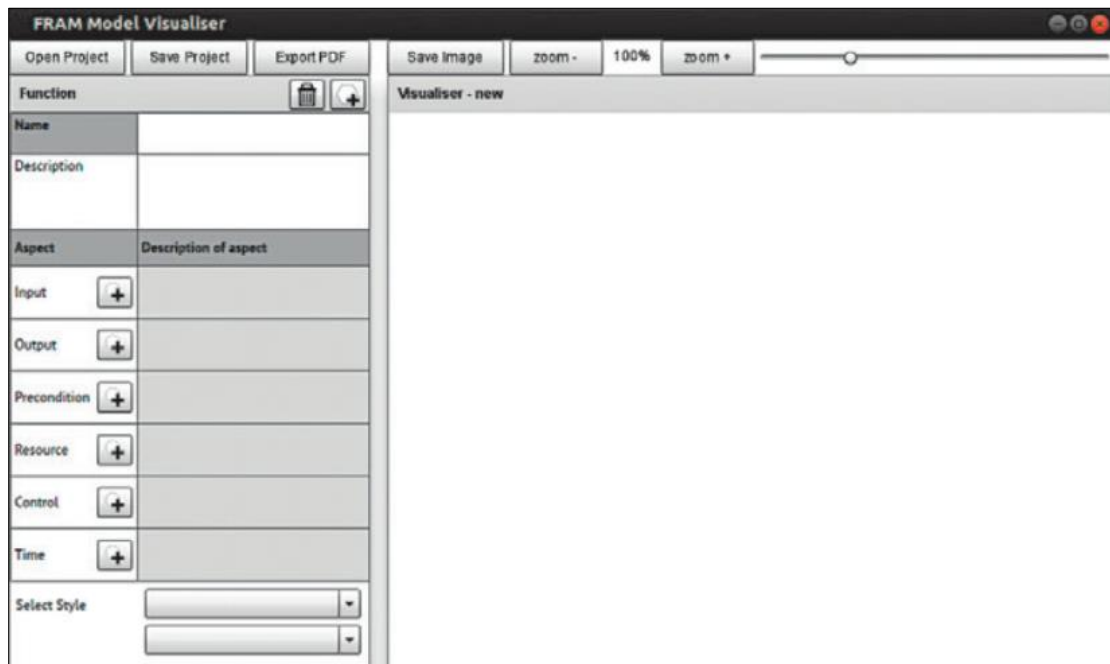 FRAM Model Visualiser
Open Project Save Project Export PDF Save Image zoom - 100% zoom +
Function
Visualiser - new
Name
Description
Aspect Description of aspect
Input
Output
Precondition
Resource
Control
Time
Select Style